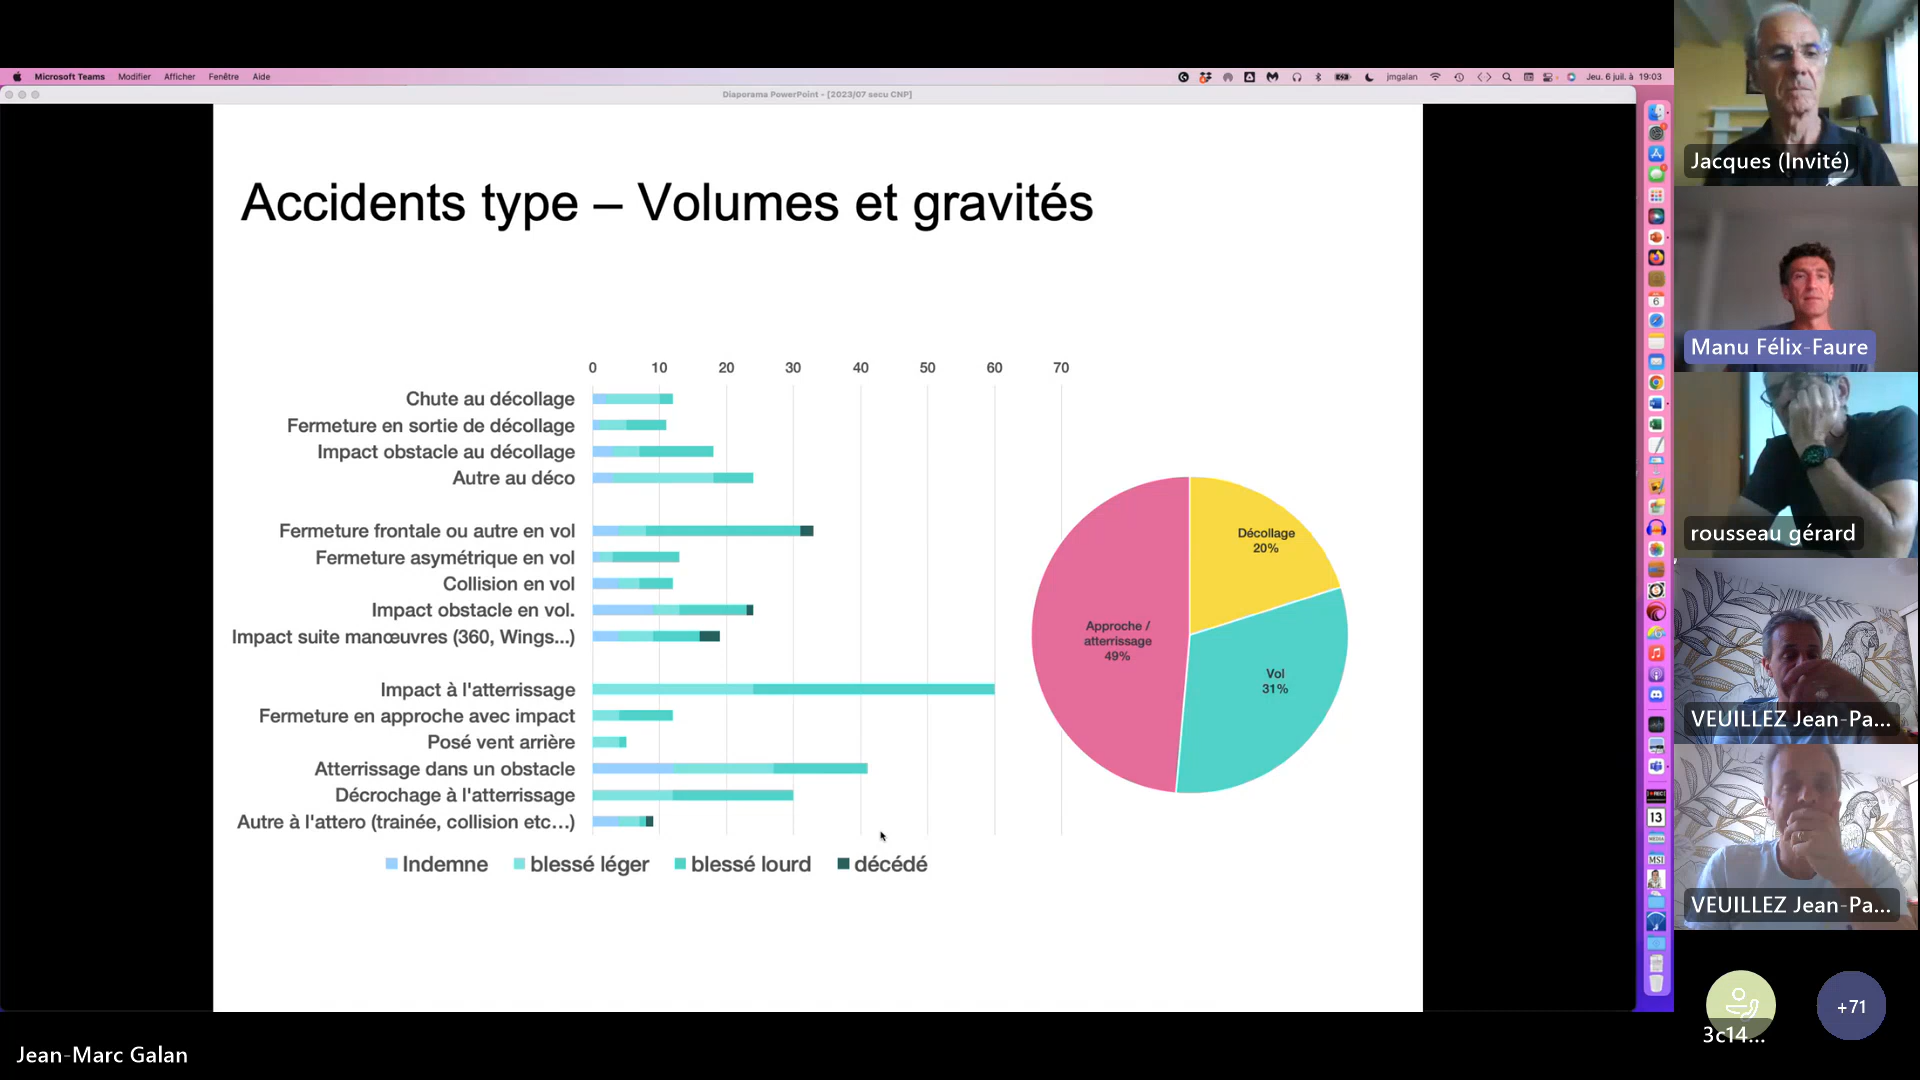 Microsoft Teams Modifier Afficher Fenêtre Aide
jmgalan
Jeu. 6 juil. à 19:03
Diaporama PowerPoint - [2023/07 secu CNP]
Accidents type – Volumes et gravités
0 10 20 30 40 50 60 70
Chute au décollage
Fermeture en sortie de décollage
Impact obstacle au décollage
Autre au déco
Fermeture frontale ou autre en vol
Fermeture asymétrique en vol
Collision en vol
Impact obstacle en vol.
Impact suite manœuvres (360, Wings...)
Impact à l'atterrissage
Fermeture en approche avec impact
Posé vent arrière
Atterrissage dans un obstacle
Décrochage à l'atterrissage
Autre à l'attero (trainée, collision etc…)
Indemne blessé léger blessé lourd décédé
Décollage
20%
Vol
31%
Approche /
atterrissage
49%
6
13
MSI
Jacques (Invité)
Manu Félix-Faure
rousseau gérard
VEUILLEZ Jean-Pa...
VEUILLEZ Jean-Pa...
3c14...
+71
Jean-Marc Galan